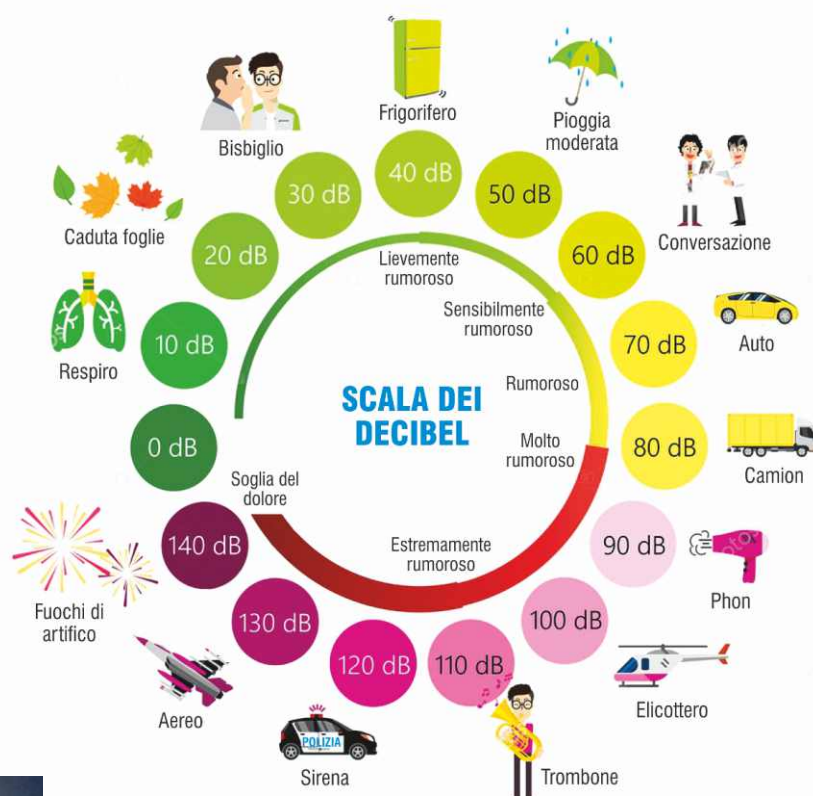 Frigorifero
Pioggia
moderata
Bisbiglio
40 dB
30 dB
50 dB
Caduta foglie
20 dB
60 dB
Conversazione
Lievemente
rumoroso
Sensibilmente
rumoroso
Respiro
10 dB
70 dB
Auto
Rumoroso
SCALA DEI
DECIBEL
0 dB
Molto
rumoroso
80 dB
Camion
Soglia del
dolore
140 dB
Estremamente
rumoroso
90 dB
Phon
Fuochi di
artifico
130 dB
100 dB
120 dB
110 dB
Elicottero
Aereo
POLIZIA
Sirena
Trombone